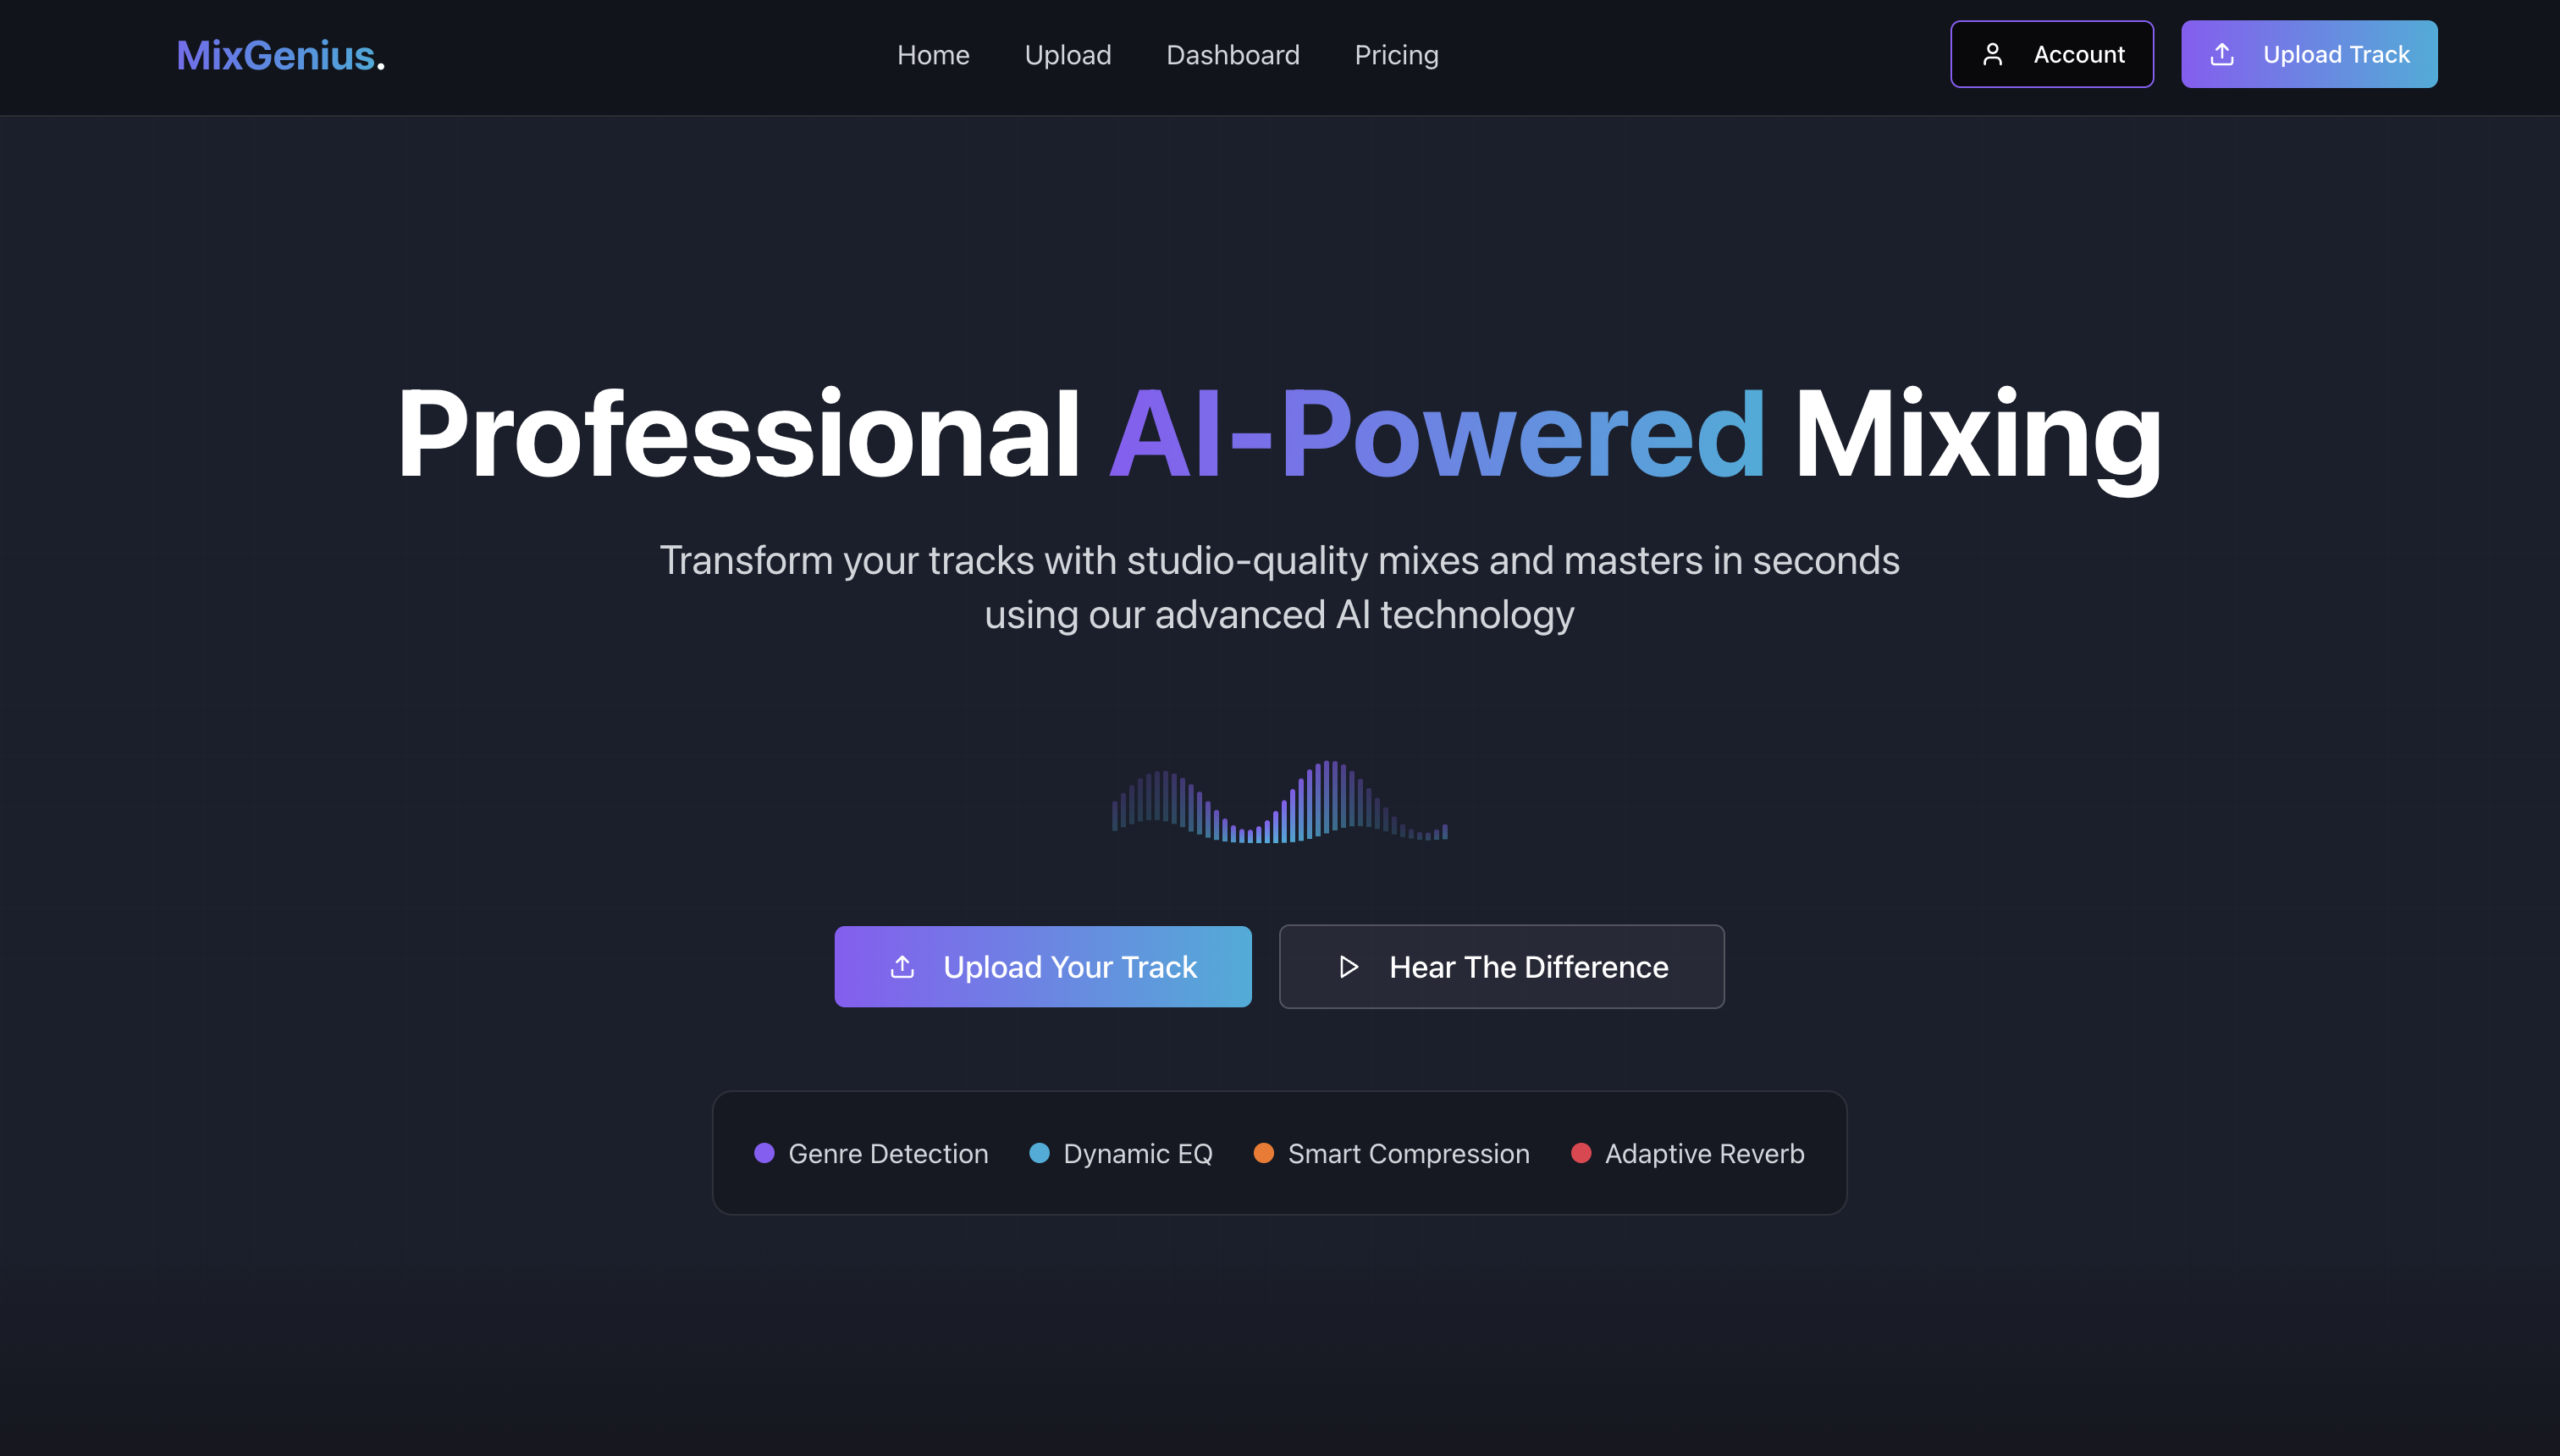 MixGenius.
Home
Upload
Dashboard
Pricing
Account
Upload Track
Professional AI-Powered Mixing
Transform your tracks with studio-quality mixes and masters in seconds
using our advanced AI technology
Upload Your Track
Hear The Difference
Genre Detection
Dynamic EQ
Smart Compression
Adaptive Reverb